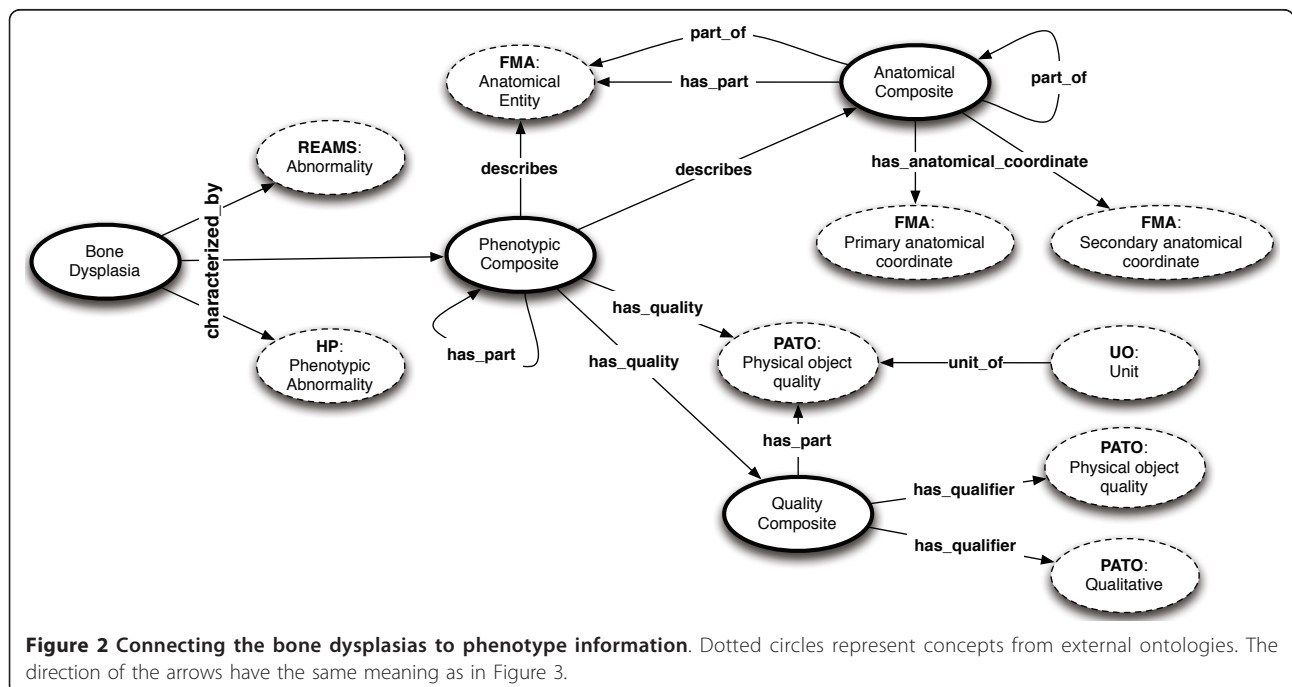 part_of
FMA:
Anatomical
Entity
has_part
Anatomical
Composite
part_of
REAMS:
Abnormality
describes
describes
has_anatomical_coordinate
characterized_by
Bone
Dysplasia
Phenotypic
Composite
FMA:
Primary anatomical
coordinate
FMA:
Secondary anatomical
coordinate
has_part
has_quality
has_quality
HP:
Phenotypic
Abnormality
PATO:
Physical object
quality
unit_of
UO:
Unit
has_part
Quality
Composite
has_qualifier
PATO:
Physical object
quality
has_qualifier
PATO:
Qualitative
Figure 2 Connecting the bone dysplasias to phenotype information. Dotted circles represent concepts from external ontologies. The
direction of the arrows have the same meaning as in Figure 3.